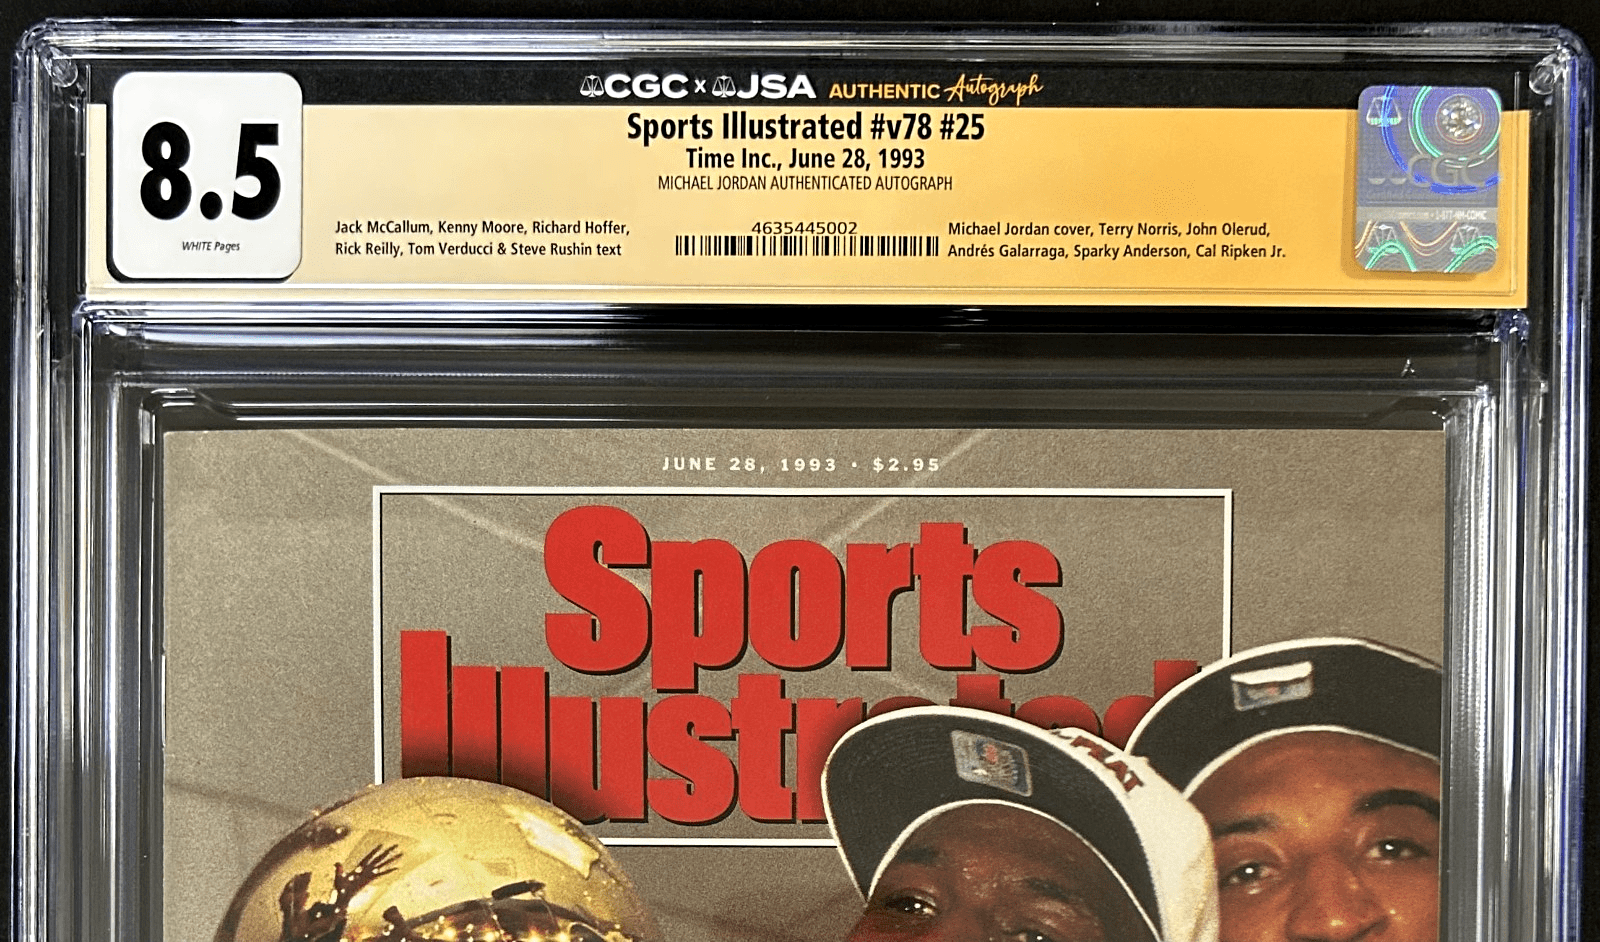 CGC x JSA AUTHENTIC Autograph
8.5
WHITE Pages
Sports Illustrated #v78 #25
Time Inc., June 28, 1993
MICHAEL JORDAN AUTHENTICATED AUTOGRAPH
Jack McCallum, Kenny Moore, Richard Hoffer,
Rick Reilly, Tom Verducci & Steve Rushin text
4635445002
Michael Jordan cover, Terry Norris, John Olerud,
Andrés Galarraga, Sparky Anderson, Cal Ripken Jr.
CGC
JUNE 28, 1993 • $2.95
Sports
Illustrated